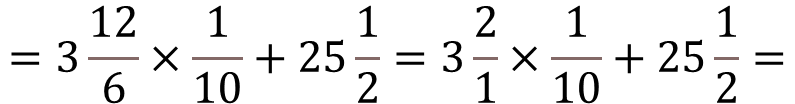 = 3 12/6 × 1/10 + 25 1/2 = 3 2/1 × 1/10 + 25 1/2 =